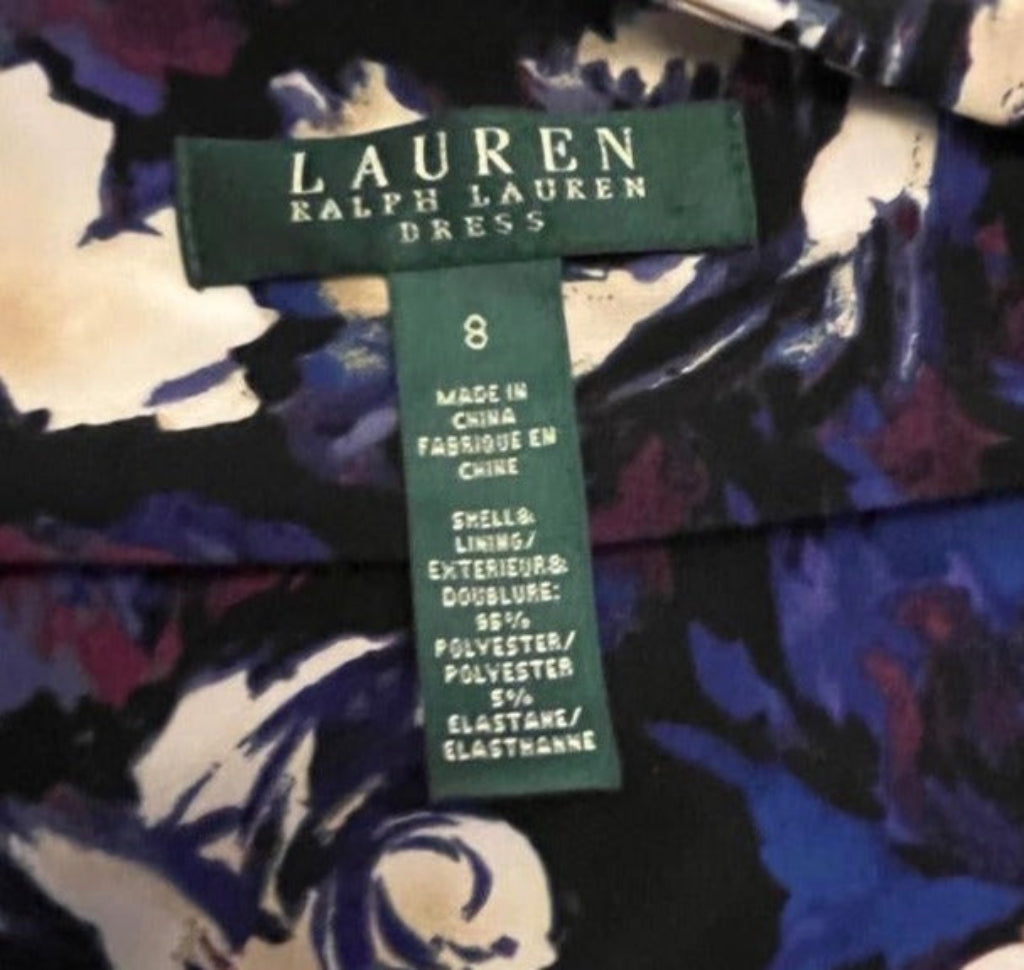 LAUREN
RALPH LAUREN
DRESS
8
MADE IN
CHINA
FABRIQUE EN
CHINE
SHELL&
LINING/
EXTERIEUR&
DOUBLURE:
95%
POLYESTER/
POLYESTER
5%
ELASTANE/
ELASTHANNE